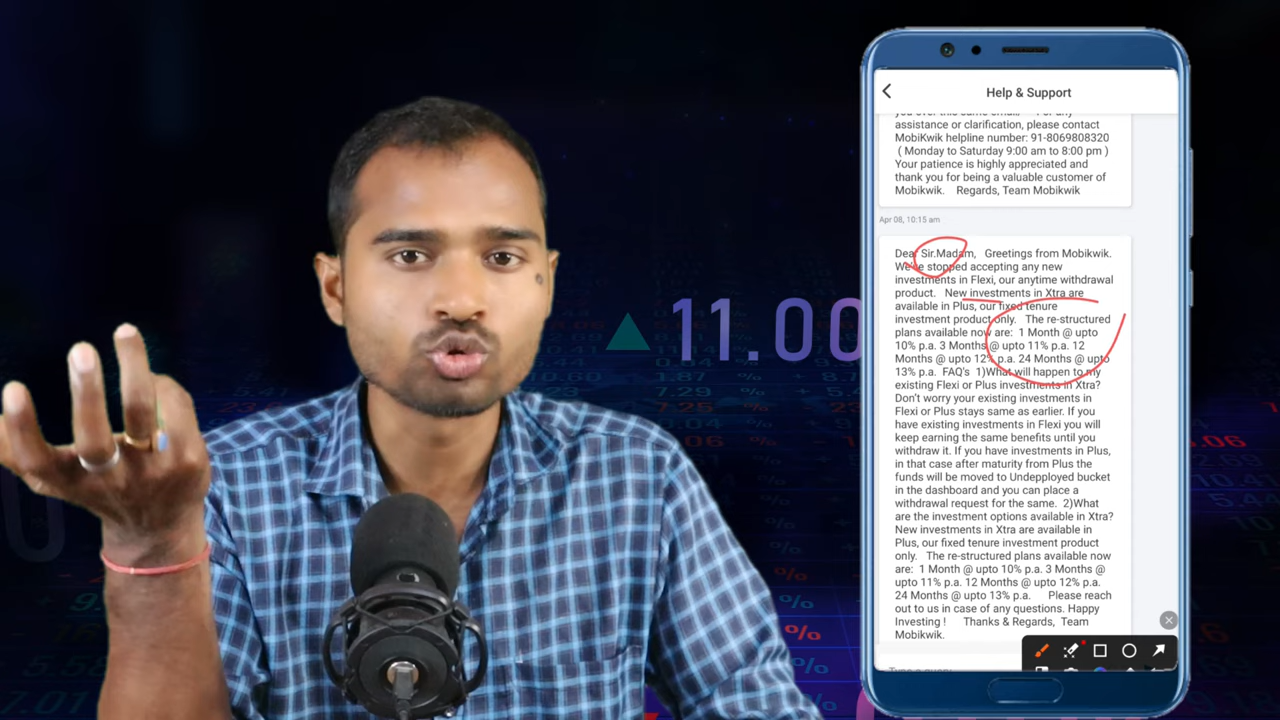 Help & Support
you over this same email. For any
assistance or clarification, please contact
MobiKwik helpline number: 91-8069808320
( Monday to Saturday 9:00 am to 8:00 pm )
Your patience is highly appreciated and
thank you for being a valuable customer of
Mobikwik. Regards, Team Mobikwik
Apr 08, 10:15 am
Dear Sir.Madam, Greetings from Mobikwik.
We've stopped accepting any new
investments in Flexi, our anytime withdrawal
product. New investments in Xtra are
available in Plus, our fixed tenure
investment product only. The re-structured
plans available now are: 1 Month @ upto
10% p.a. 3 Months @ upto 11% p.a. 12
Months @ upto 12% p.a. 24 Months @ upto
13% p.a. FAQ's 1)What will happen to my
existing Flexi or Plus investments in Xtra?
Don't worry your existing investments in
Flexi or Plus stays same as earlier. If you
have existing investments in Flexi you will
keep earning the same benefits until you
withdraw it. If you have investments in Plus,
in that case after maturity from Plus the
funds will be moved to Undepployed bucket
in the dashboard and you can place a
withdrawal request for the same. 2)What
are the investment options available in Xtra?
New investments in Xtra are available in
Plus, our fixed tenure investment product
only. The re-structured plans available now
are: 1 Month @ upto 10% p.a. 3 Months @
upto 11% p.a. 12 Months @ upto 12% p.a.
24 Months @ upto 13% p.a. Please reach
out to us in case of any questions. Happy
Investing ! Thanks & Regards, Team
Mobikwik.
11.00